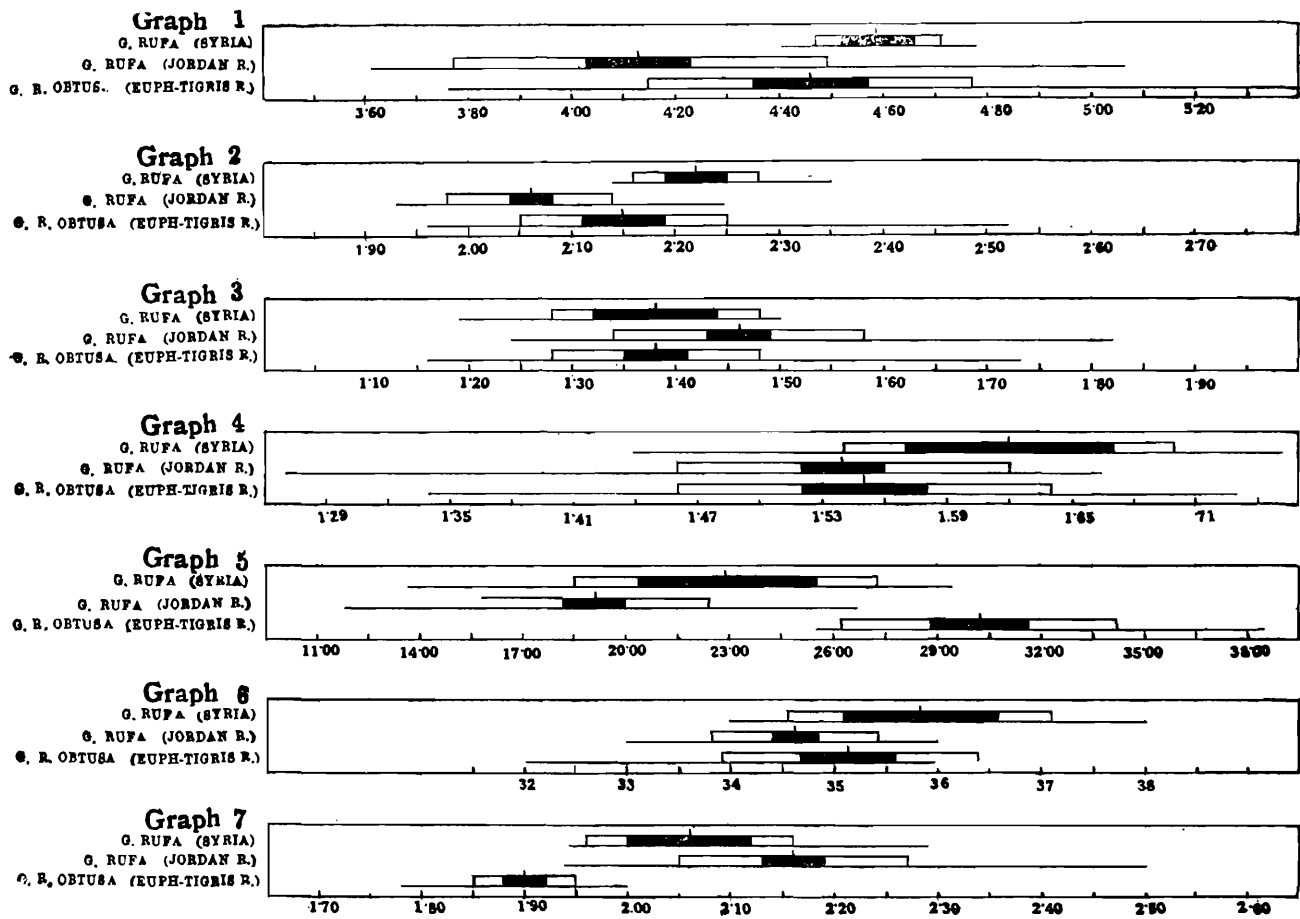 Graph 1
G. RUFA (SYRIA)
G. RUFA (JORDAN R.)
G. R. OBTUS. (EUPH-TIGRIS R.)
3·60 3·80 4·00 4·20 4·40 4·60 4·80 5·00 5·20
Graph 2
G. RUFA (SYRIA)
G. RUFA (JORDAN R.)
G. R. OBTUSA (EUPH-TIGRIS R.)
1·90 2.00 2·10 2·20 2·30 2·40 2·50 2·60 2·70
Graph 3
G. RUFA (SYRIA)
G. RUFA (JORDAN R.)
G. R. OBTUSA (EUPH-TIGRIS R.)
1·10 1·20 1·30 1·40 1·50 1·60 1·70 1·80 1·90
Graph 4
G. RUFA (SYRIA)
G. RUFA (JORDAN R.)
G. R. OBTUSA (EUPH-TIGRIS R.)
1·29 1·35 1·41 1·47 1·53 1·59 1·65 1·71
Graph 5
G. RUFA (SYRIA)
G. RUFA (JORDAN R.)
G. R. OBTUSA (EUPH-TIGRIS R.)
11·00 14·00 17·00 20·00 23·00 26·00 29·00 32·00 35·00 38·00
Graph 6
G. RUFA (SYRIA)
G. RUFA (JORDAN R.)
G. R. OBTUSA (EUPH-TIGRIS R.)
32 33 34 35 36 37 38
Graph 7
G. RUFA (SYRIA)
G. RUFA (JORDAN R.)
G. R. OBTUSA (EUPH-TIGRIS R.)
1·70 1·80 1·90 2.00 2·10 2·20 2·30 2·40 2·50 2·60